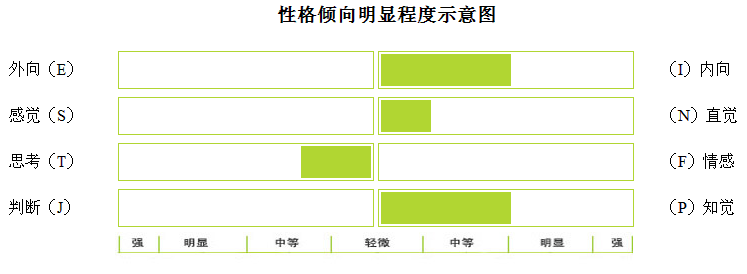 性格倾向明显程度示意图
外向（E） （I）内向
感觉（S） （N）直觉
思考（T） （F）情感
判断（J） （P）知觉
强 明显 中等 轻微 中等 明显 强